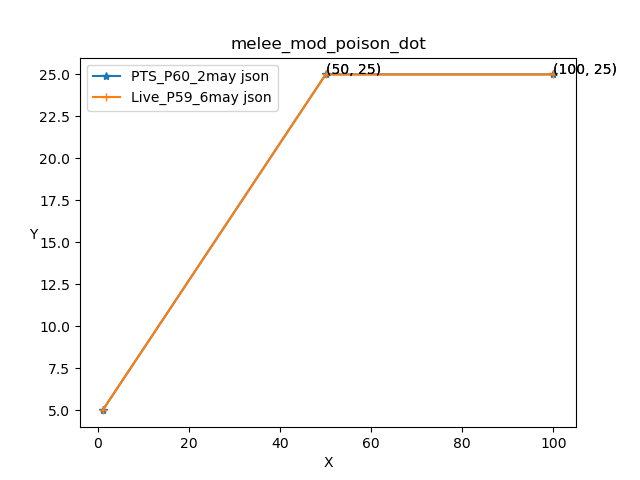 melee_mod_poison_dot
PTS_P60_2may json
Live_P59_6may json
(50, 25)
(100, 25)
25.0
22.5
20.0
17.5
15.0
12.5
10.0
7.5
5.0
Y
0 20 40 60 80 100
X